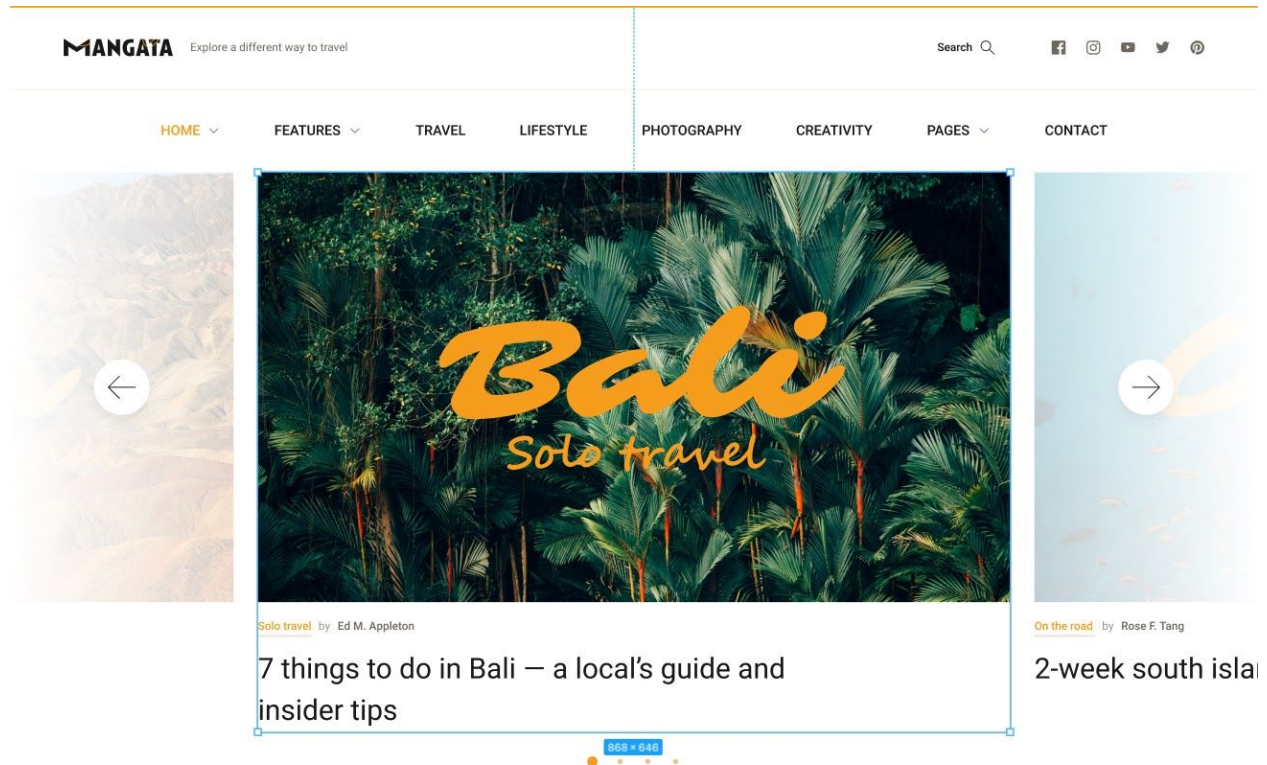 MANGATA Explore a different way to travel Search
HOME FEATURES TRAVEL LIFESTYLE PHOTOGRAPHY CREATIVITY PAGES CONTACT
Bali
Solo travel
Solo travel by Ed M. Appleton
7 things to do in Bali — a local’s guide and
insider tips
On the road by Rose F. Tang
2-week south
868 × 646